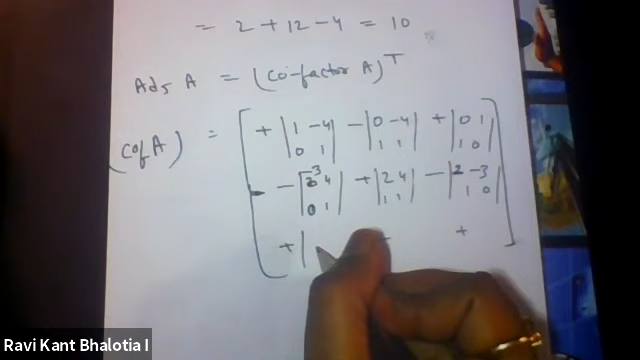 = 2 + 12 - 4 = 10
Adj A = (Co-factor A)^T
(Cof A) = [ + |1 -4| - |0 -4| + |0 1|
|0 1| |1 1| |1 0|
- |-3 4| + |2 4| - |2 -3|
|0 1| |1 1| |1 0|
+ | - +
Ravi Kant Bhalotia I